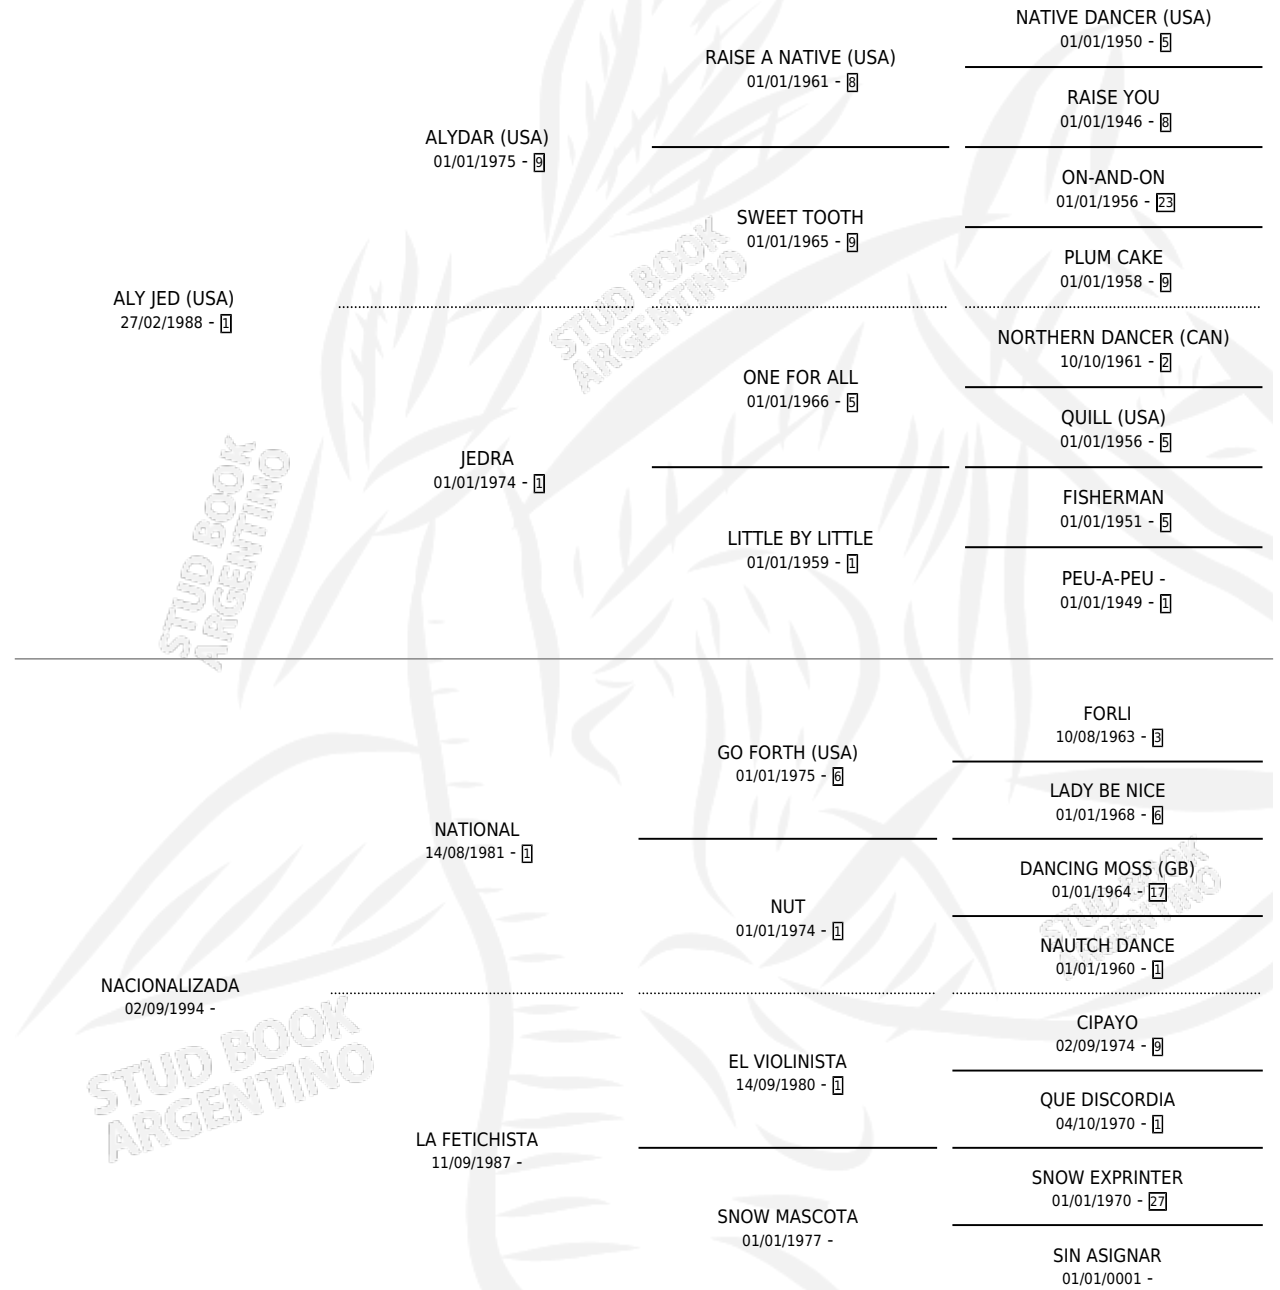 NATIVE DANCER (USA)
01/01/1950 - 5
RAISE A NATIVE (USA)
01/01/1961 - 8
RAISE YOU
01/01/1946 - 8
ALYDAR (USA)
01/01/1975 - 9
ON-AND-ON
01/01/1956 - 23
SWEET TOOTH
01/01/1965 - 9
PLUM CAKE
01/01/1958 - 9
ALY JED (USA)
27/02/1988 - 1
NORTHERN DANCER (CAN)
10/10/1961 - 2
ONE FOR ALL
01/01/1966 - 5
QUILL (USA)
01/01/1956 - 5
JEDRA
01/01/1974 - 1
FISHERMAN
01/01/1951 - 5
LITTLE BY LITTLE
01/01/1959 - 1
PEU-A-PEU -
01/01/1949 - 1
FORLI
10/08/1963 - 3
GO FORTH (USA)
01/01/1975 - 6
LADY BE NICE
01/01/1968 - 6
NATIONAL
14/08/1981 - 1
DANCING MOSS (GB)
01/01/1964 - 17
NUT
01/01/1974 - 1
NAUTCH DANCE
01/01/1960 - 1
NACIONALIZADA
02/09/1994 -
CIPAYO
02/09/1974 - 9
EL VIOLINISTA
14/09/1980 - 1
QUE DISCORDIA
04/10/1970 - 1
LA FETICHISTA
11/09/1987 -
SNOW EXPRINTER
01/01/1970 - 27
SNOW MASCOTA
01/01/1977 -
SIN ASIGNAR
01/01/0001 -
STUD BOOK
ARGENTINO
STUD BOOK
ARGENTINO
STUD BOOK
ARGENTINO
STUD BOOK
ARGENTINO